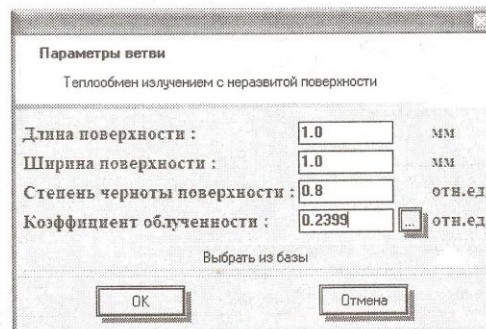 Параметры ветви
Теплообмен излучением с неразвитой поверхности
Длина поверхности : 1.0 мм
Ширина поверхности : 1.0 мм
Степень черноты поверхности : 0.8 отн.ед
Коэффициент облученности : 0.2399 ... отн.ед
Выбрать из базы
OK Отмена